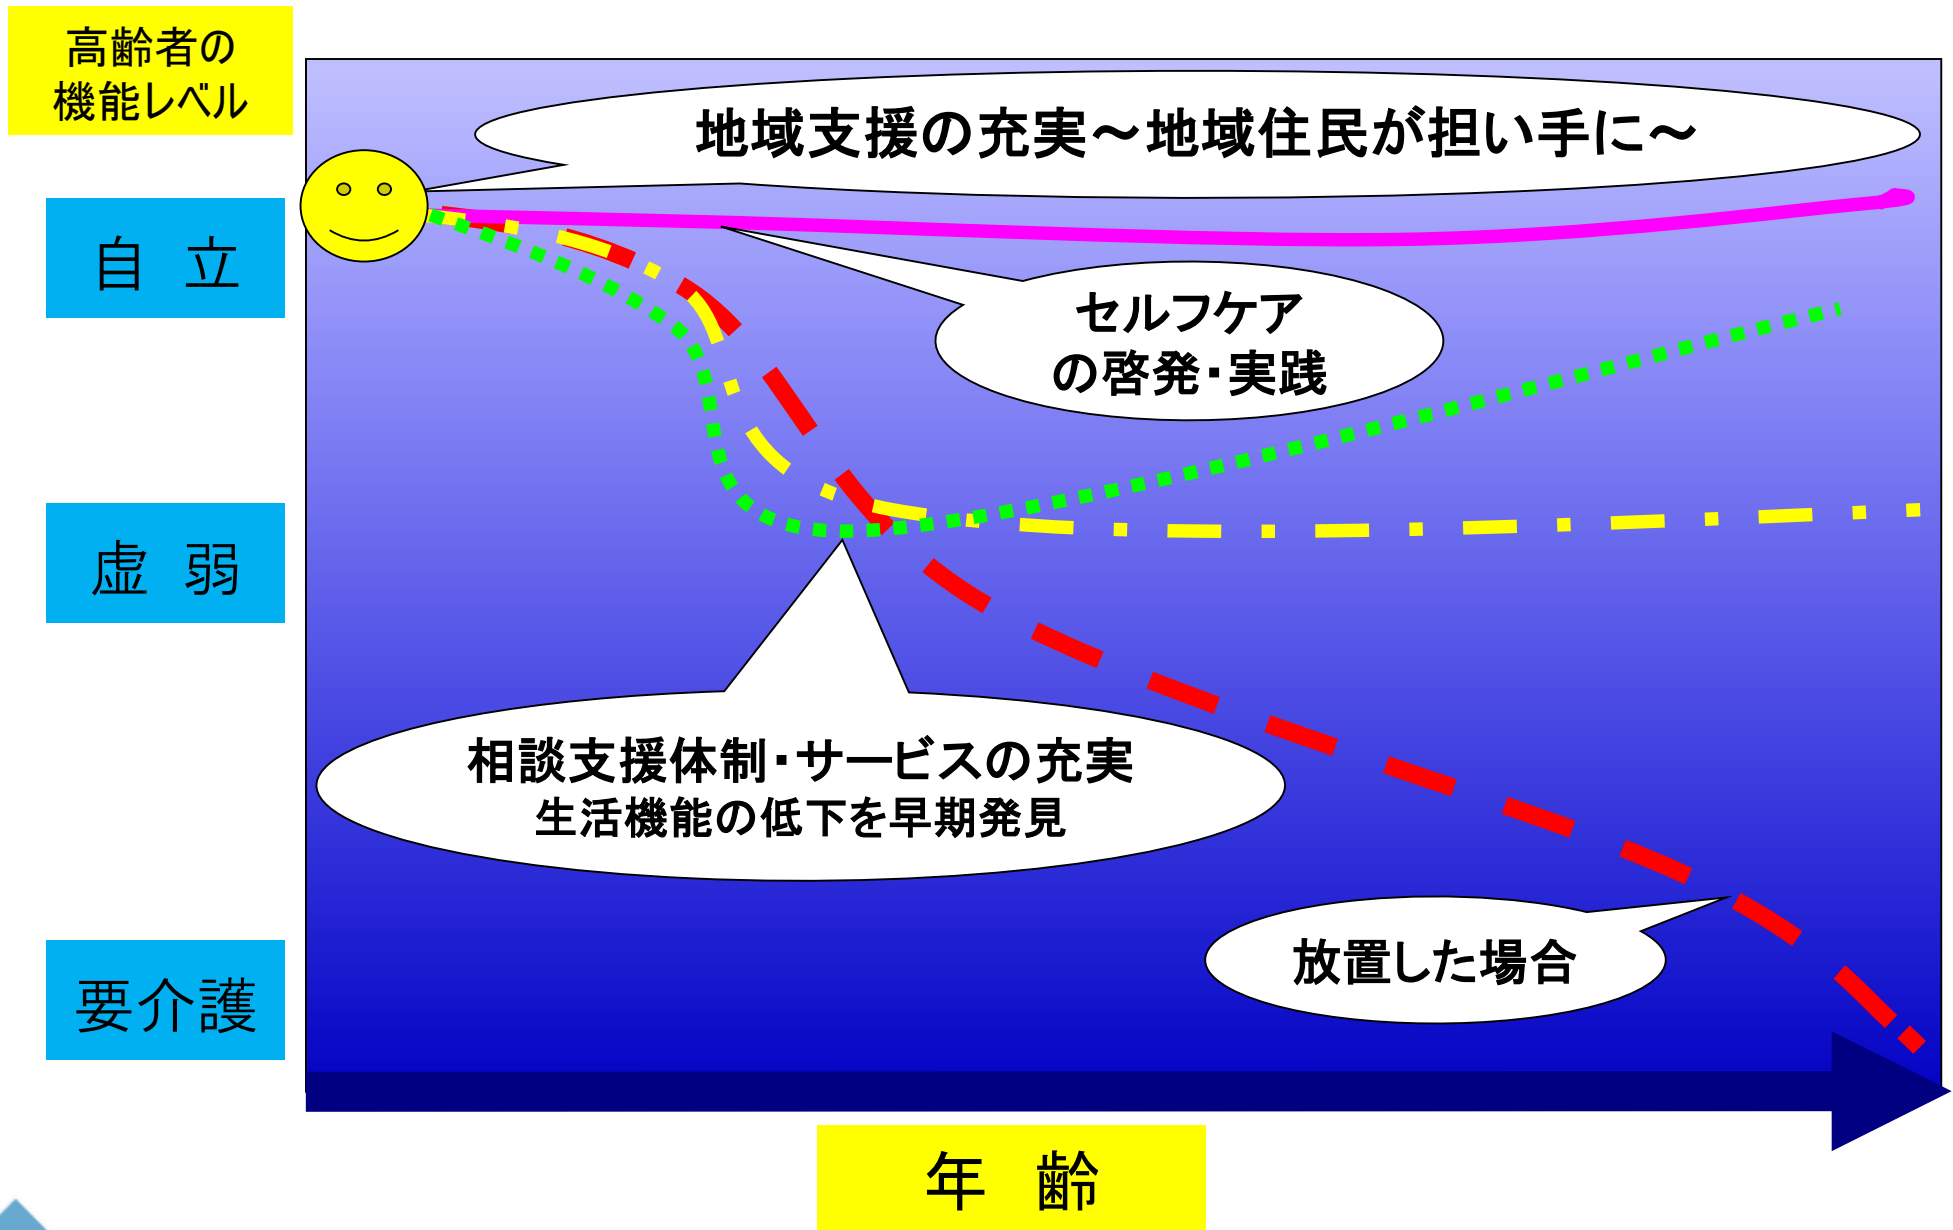 高齢者の
機能レベル
地域支援の充実～地域住民が担い手に～
自　立
セルフケア
の啓発・実践
虚　弱
相談支援体制・サービスの充実
生活機能の低下を早期発見
放置した場合
要介護
年　齢